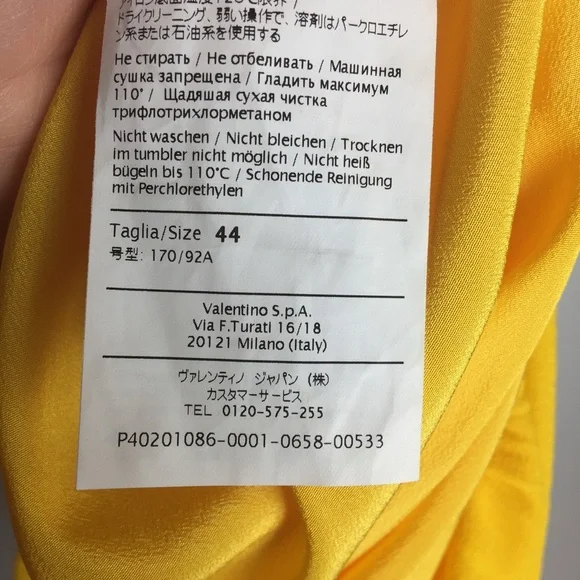 ドライクリーニング、弱い操作で、溶剤はパークロエチレ
ン系または石油系を使用する
Не стирать / Не отбеливать / Машинная
сушка запрещена / Гладить максимум
110° / Щадяшая сухая чистка
трифлотрихлорметаном
Nicht waschen / Nicht bleichen / Trocknen
im tumbler nicht möglich / Nicht heiß
bügeln bis 110°C / Schonende Reinigung
mit Perchlorethylen
Taglia/Size 44
号型: 170/92A
Valentino S.p.A.
Via F.Turati 16/18
20121 Milano (Italy)
ヴァレンティノ ジャパン (株)
カスタマーサービス
TEL 0120-575-255
P40201086-0001-0658-00533